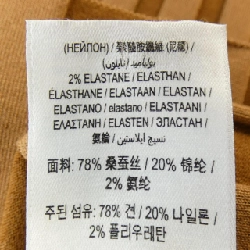 (НЕЙЛОН) / 聚醯胺纖維 (尼龍) /
بوليأميد (نايلون) /
2% ELASTANE / ELASTHAN /
ELASTHANE / ELASTAAN / ELASTAN /
ELASTANO / elastano / ELASTAANI /
ΕΛΑΣΤΑΝΗ / ELASTEN / ЭЛАСТАН /
氨綸 / نسيج إيلاستين /
面料: 78% 桑蚕丝 / 20% 锦纶 /
2% 氨纶
주된 섬유: 78% 견 / 20% 나일론 /
2% 폴리우레탄